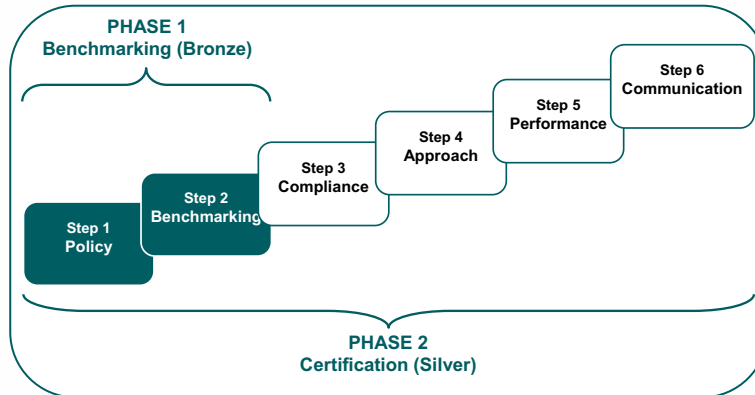 PHASE 1
Benchmarking (Bronze)
Step 1
Policy
Step 2
Benchmarking
Step 3
Compliance
Step 4
Approach
Step 5
Performance
Step 6
Communication
PHASE 2
Certification (Silver)